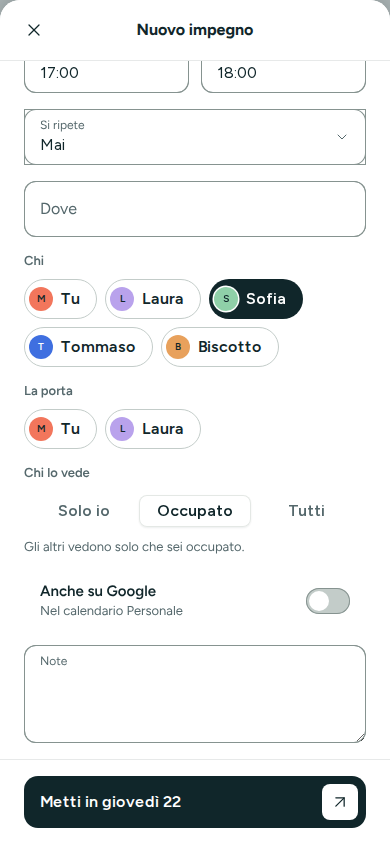 Nuovo impegno
17:00 18:00
Si ripete
Mai
Dove
Chi
M Tu L Laura S Sofia
T Tommaso B Biscotto
La porta
M Tu L Laura
Chi lo vede
Solo io Occupato Tutti
Gli altri vedono solo che sei occupato.
Anche su Google
Nel calendario Personale
Note
Metti in giovedì 22